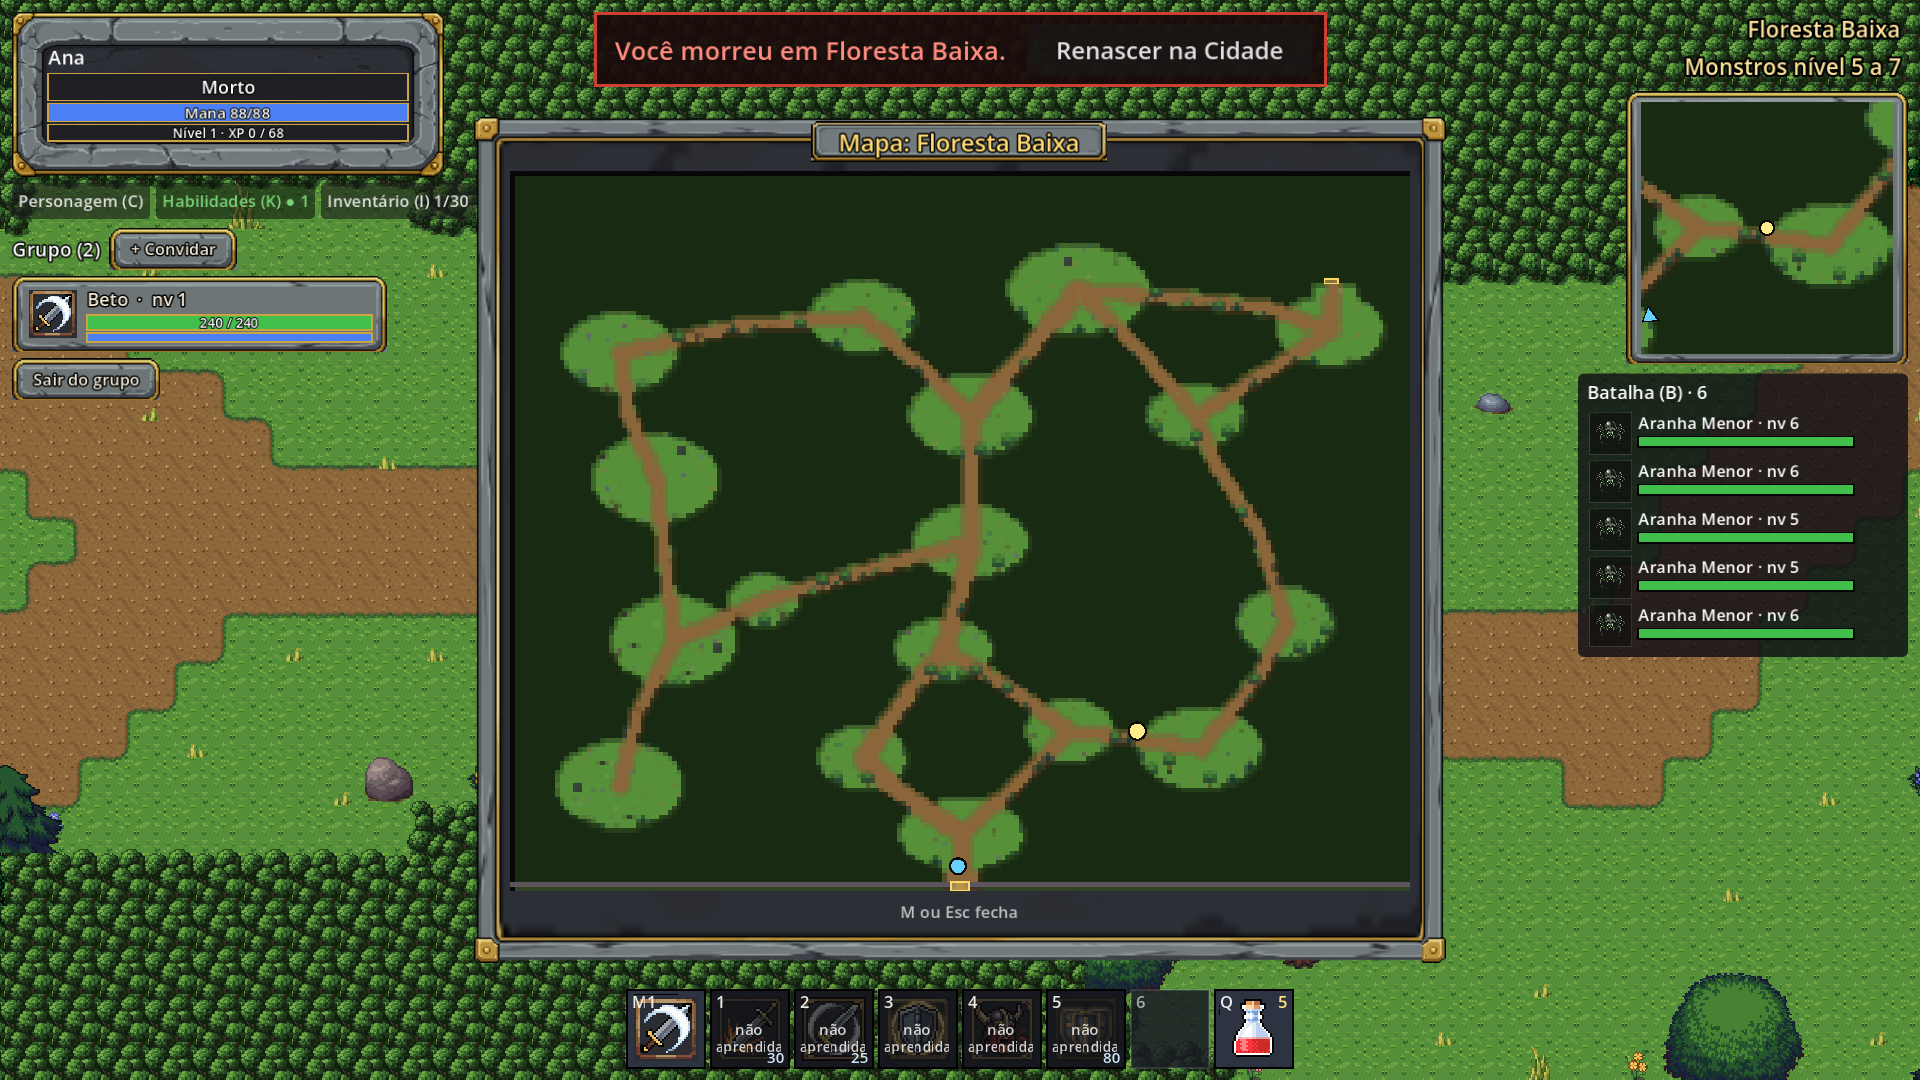 Ana
Morto
Mana 88/88
Nível 1 · XP 0 / 68
Personagem (C)
Habilidades (K) ● 1
Inventário (I) 1/30
Grupo (2)
+ Convidar
Beto · nv 1
240 / 240
Sair do grupo
Você morreu em Floresta Baixa.
Renascer na Cidade
Floresta Baixa
Monstros nível 5 a 7
Mapa: Floresta Baixa
M ou Esc fecha
Batalha (B) · 6
Aranha Menor · nv 6
Aranha Menor · nv 6
Aranha Menor · nv 5
Aranha Menor · nv 5
Aranha Menor · nv 6
M1
1
não
aprendida
30
2
não
aprendida
25
3
não
aprendida
4
não
aprendida
5
não
aprendida
80
6
Q
5